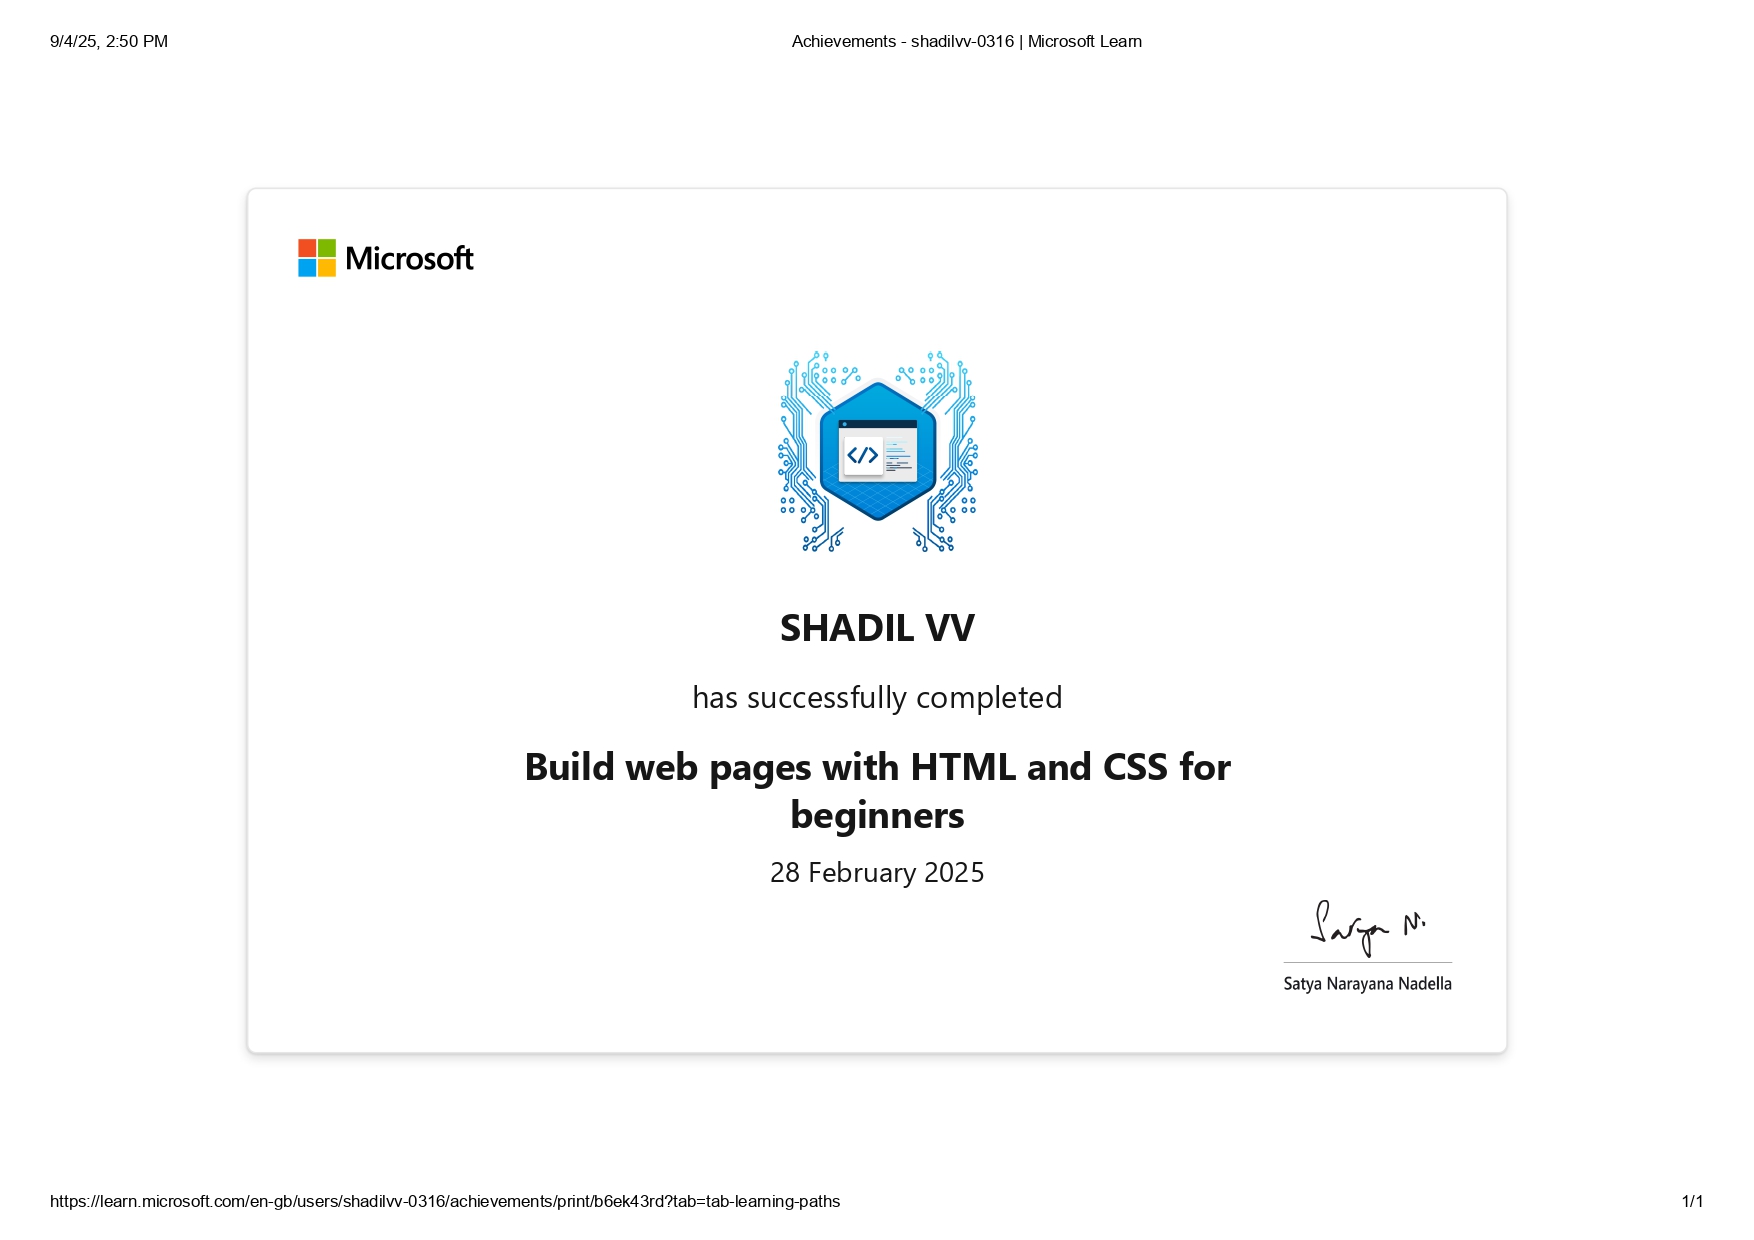 9/4/25, 2:50 PM
Achievements - shadilvv-0316 | Microsoft Learn
Microsoft
</>
SHADIL VV
has successfully completed
Build web pages with HTML and CSS for
beginners
28 February 2025
Satya N.
Satya Narayana Nadella
https://learn.microsoft.com/en-gb/users/shadilvv-0316/achievements/print/b6ek43rd?tab=tab-learning-paths
1/1